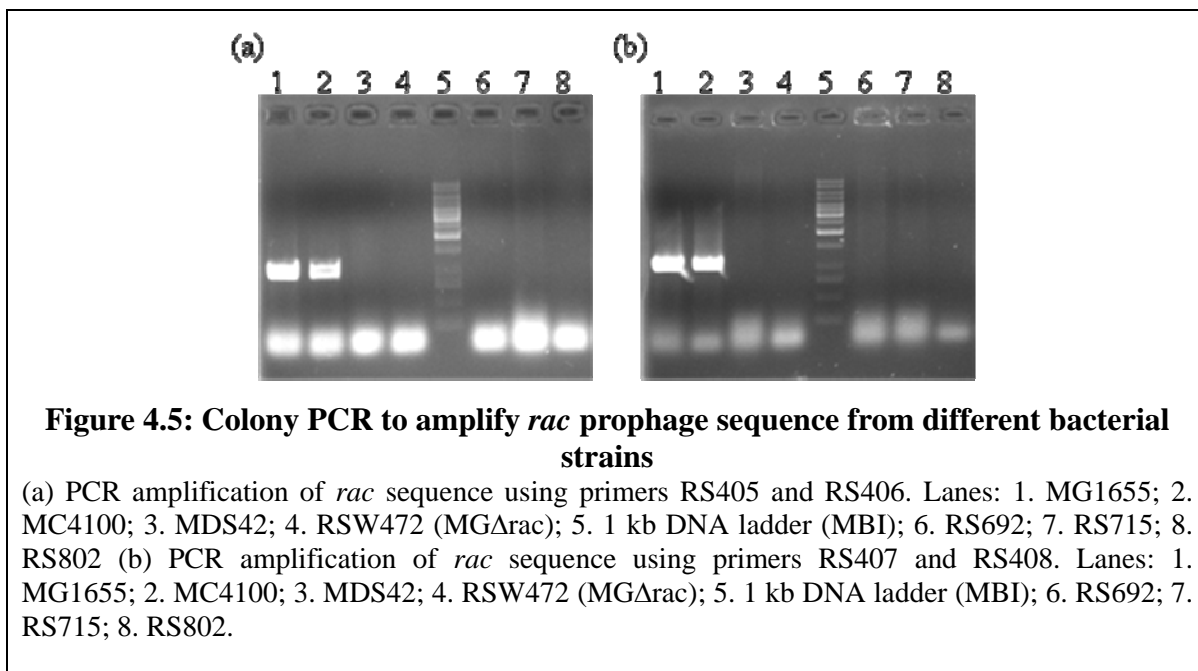 (a) (b)
1 2 3 4 5 6 7 8 1 2 3 4 5 6 7 8
Figure 4.5: Colony PCR to amplify rac prophage sequence from different bacterial
strains
(a) PCR amplification of rac sequence using primers RS405 and RS406. Lanes: 1. MG1655; 2.
MC4100; 3. MDS42; 4. RSW472 (MGΔrac); 5. 1 kb DNA ladder (MBI); 6. RS692; 7. RS715; 8.
RS802 (b) PCR amplification of rac sequence using primers RS407 and RS408. Lanes: 1.
MG1655; 2. MC4100; 3. MDS42; 4. RSW472 (MGΔrac); 5. 1 kb DNA ladder (MBI); 6. RS692; 7.
RS715; 8. RS802.